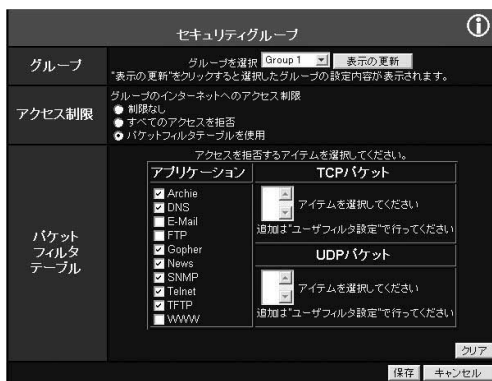 セキュリティグループ
グループ
グループを選択 Group 1 表示の更新
"表示の更新"をクリックすると選択したグループの設定内容が表示されます。
アクセス制限
グループのインターネットへのアクセス制限
制限なし
すべてのアクセスを拒否
パケットフィルタテーブルを使用
パケット
フィルタ
テーブル
アクセスを拒否するアイテムを選択してください。
アプリケーション
Archie
DNS
E-Mail
FTP
Gopher
News
SNMP
Telnet
TFTP
WWW
TCPパケット
アイテムを選択してください
追加は"ユーザフィルタ設定"で行ってください
UDPパケット
アイテムを選択してください
追加は"ユーザフィルタ設定"で行ってください
クリア
保存 キャンセル